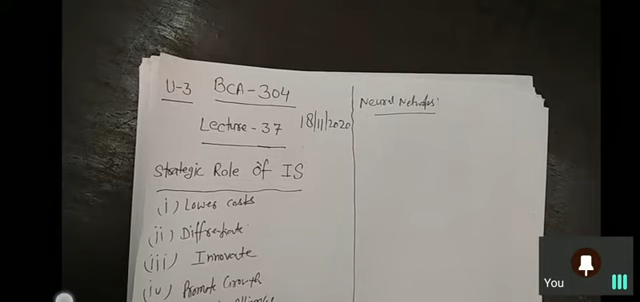 U-3 BCA-304
Lecture-37 18/11/2020
Strategic Role of IS
(i) Lower costs
(ii) Diffrentiate
(iii) Innovate
(iv) Promote Growth
Neural Networks:
You